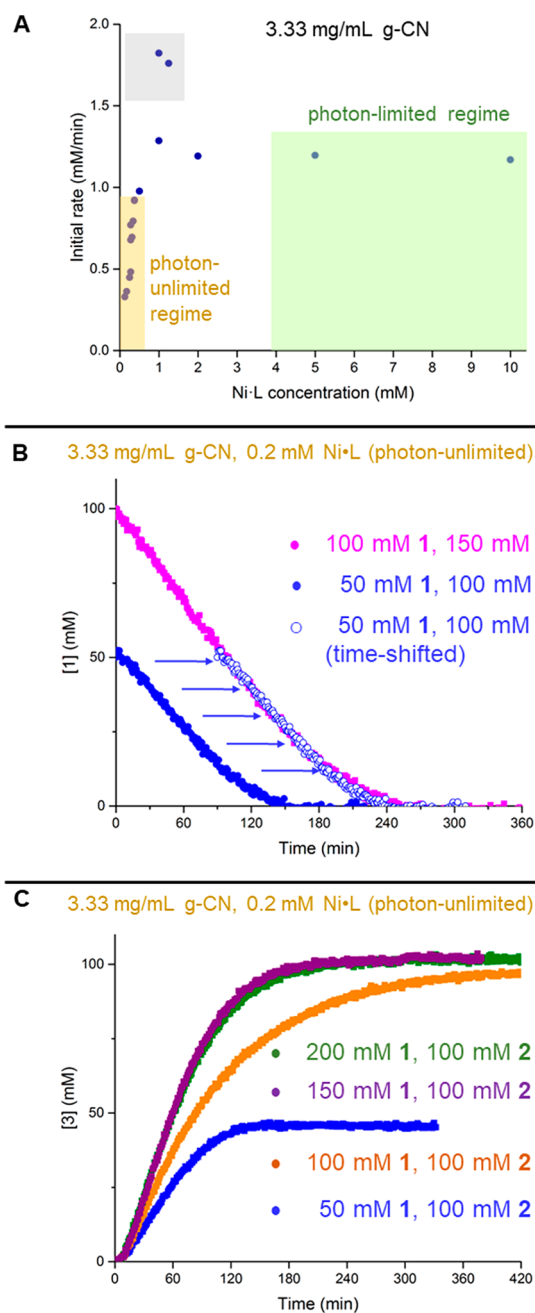 A
3.33 mg/mL g-CN
2.0
1.5
1.0
0.5
0.0
Initial rate (mM/min)
photon-limited regime
photon-
unlimited
regime
0 1 2 3 4 5 6 7 8 9 10
Ni·L concentration (mM)
B
3.33 mg/mL g-CN, 0.2 mM Ni•L (photon-unlimited)
100
50
0
[1] (mM)
100 mM 1, 150 mM
50 mM 1, 100 mM
50 mM 1, 100 mM
(time-shifted)
0 60 120 180 240 300 360
Time (min)
C
3.33 mg/mL g-CN, 0.2 mM Ni•L (photon-unlimited)
100
50
0
[3] (mM)
200 mM 1, 100 mM 2
150 mM 1, 100 mM 2
100 mM 1, 100 mM 2
50 mM 1, 100 mM 2
0 60 120 180 240 300 360 420
Time (min)